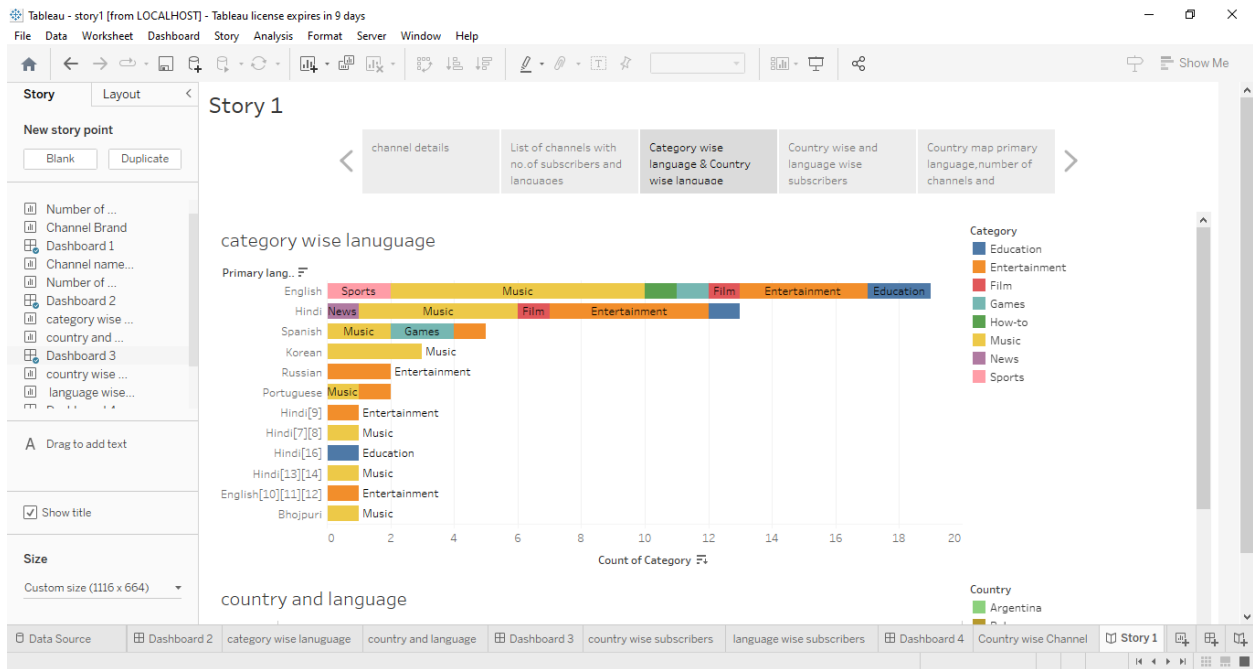 Tableau - story1 [from LOCALHOST] - Tableau license expires in 9 days
File Data Worksheet Dashboard Story Analysis Format Server Window Help
Show Me
Story Layout
New story point
Blank Duplicate
Number of ...
Channel Brand
Dashboard 1
Channel name...
Number of ...
Dashboard 2
category wise ...
country and ...
Dashboard 3
country wise ...
language wise...
A Drag to add text
Show title
Size
Custom size (1116 x 664)
Story 1
channel details
List of channels with
no.of subscribers and
languages
Category wise
language & Country
wise language
Country wise and
language wise
subscribers
Country map primary
language,number of
channels and
category wise lanuguage
Primary lang..
English Sports Music Film Entertainment Education
Hindi News Music Film Entertainment
Spanish Music Games
Korean Music
Russian Entertainment
Portuguese Music
Hindi[9] Entertainment
Hindi[7][8] Music
Hindi[16] Education
Hindi[13][14] Music
English[10][11][12] Entertainment
Bhojpuri Music
0 2 4 6 8 10 12 14 16 18 20
Count of Category
Category
Education
Entertainment
Film
Games
How-to
Music
News
Sports
country and language
Country
Argentina
Data Source Dashboard 2 category wise lanuguage country and language Dashboard 3 country wise subscribers language wise subscribers Dashboard 4 Country wise Channel Story 1